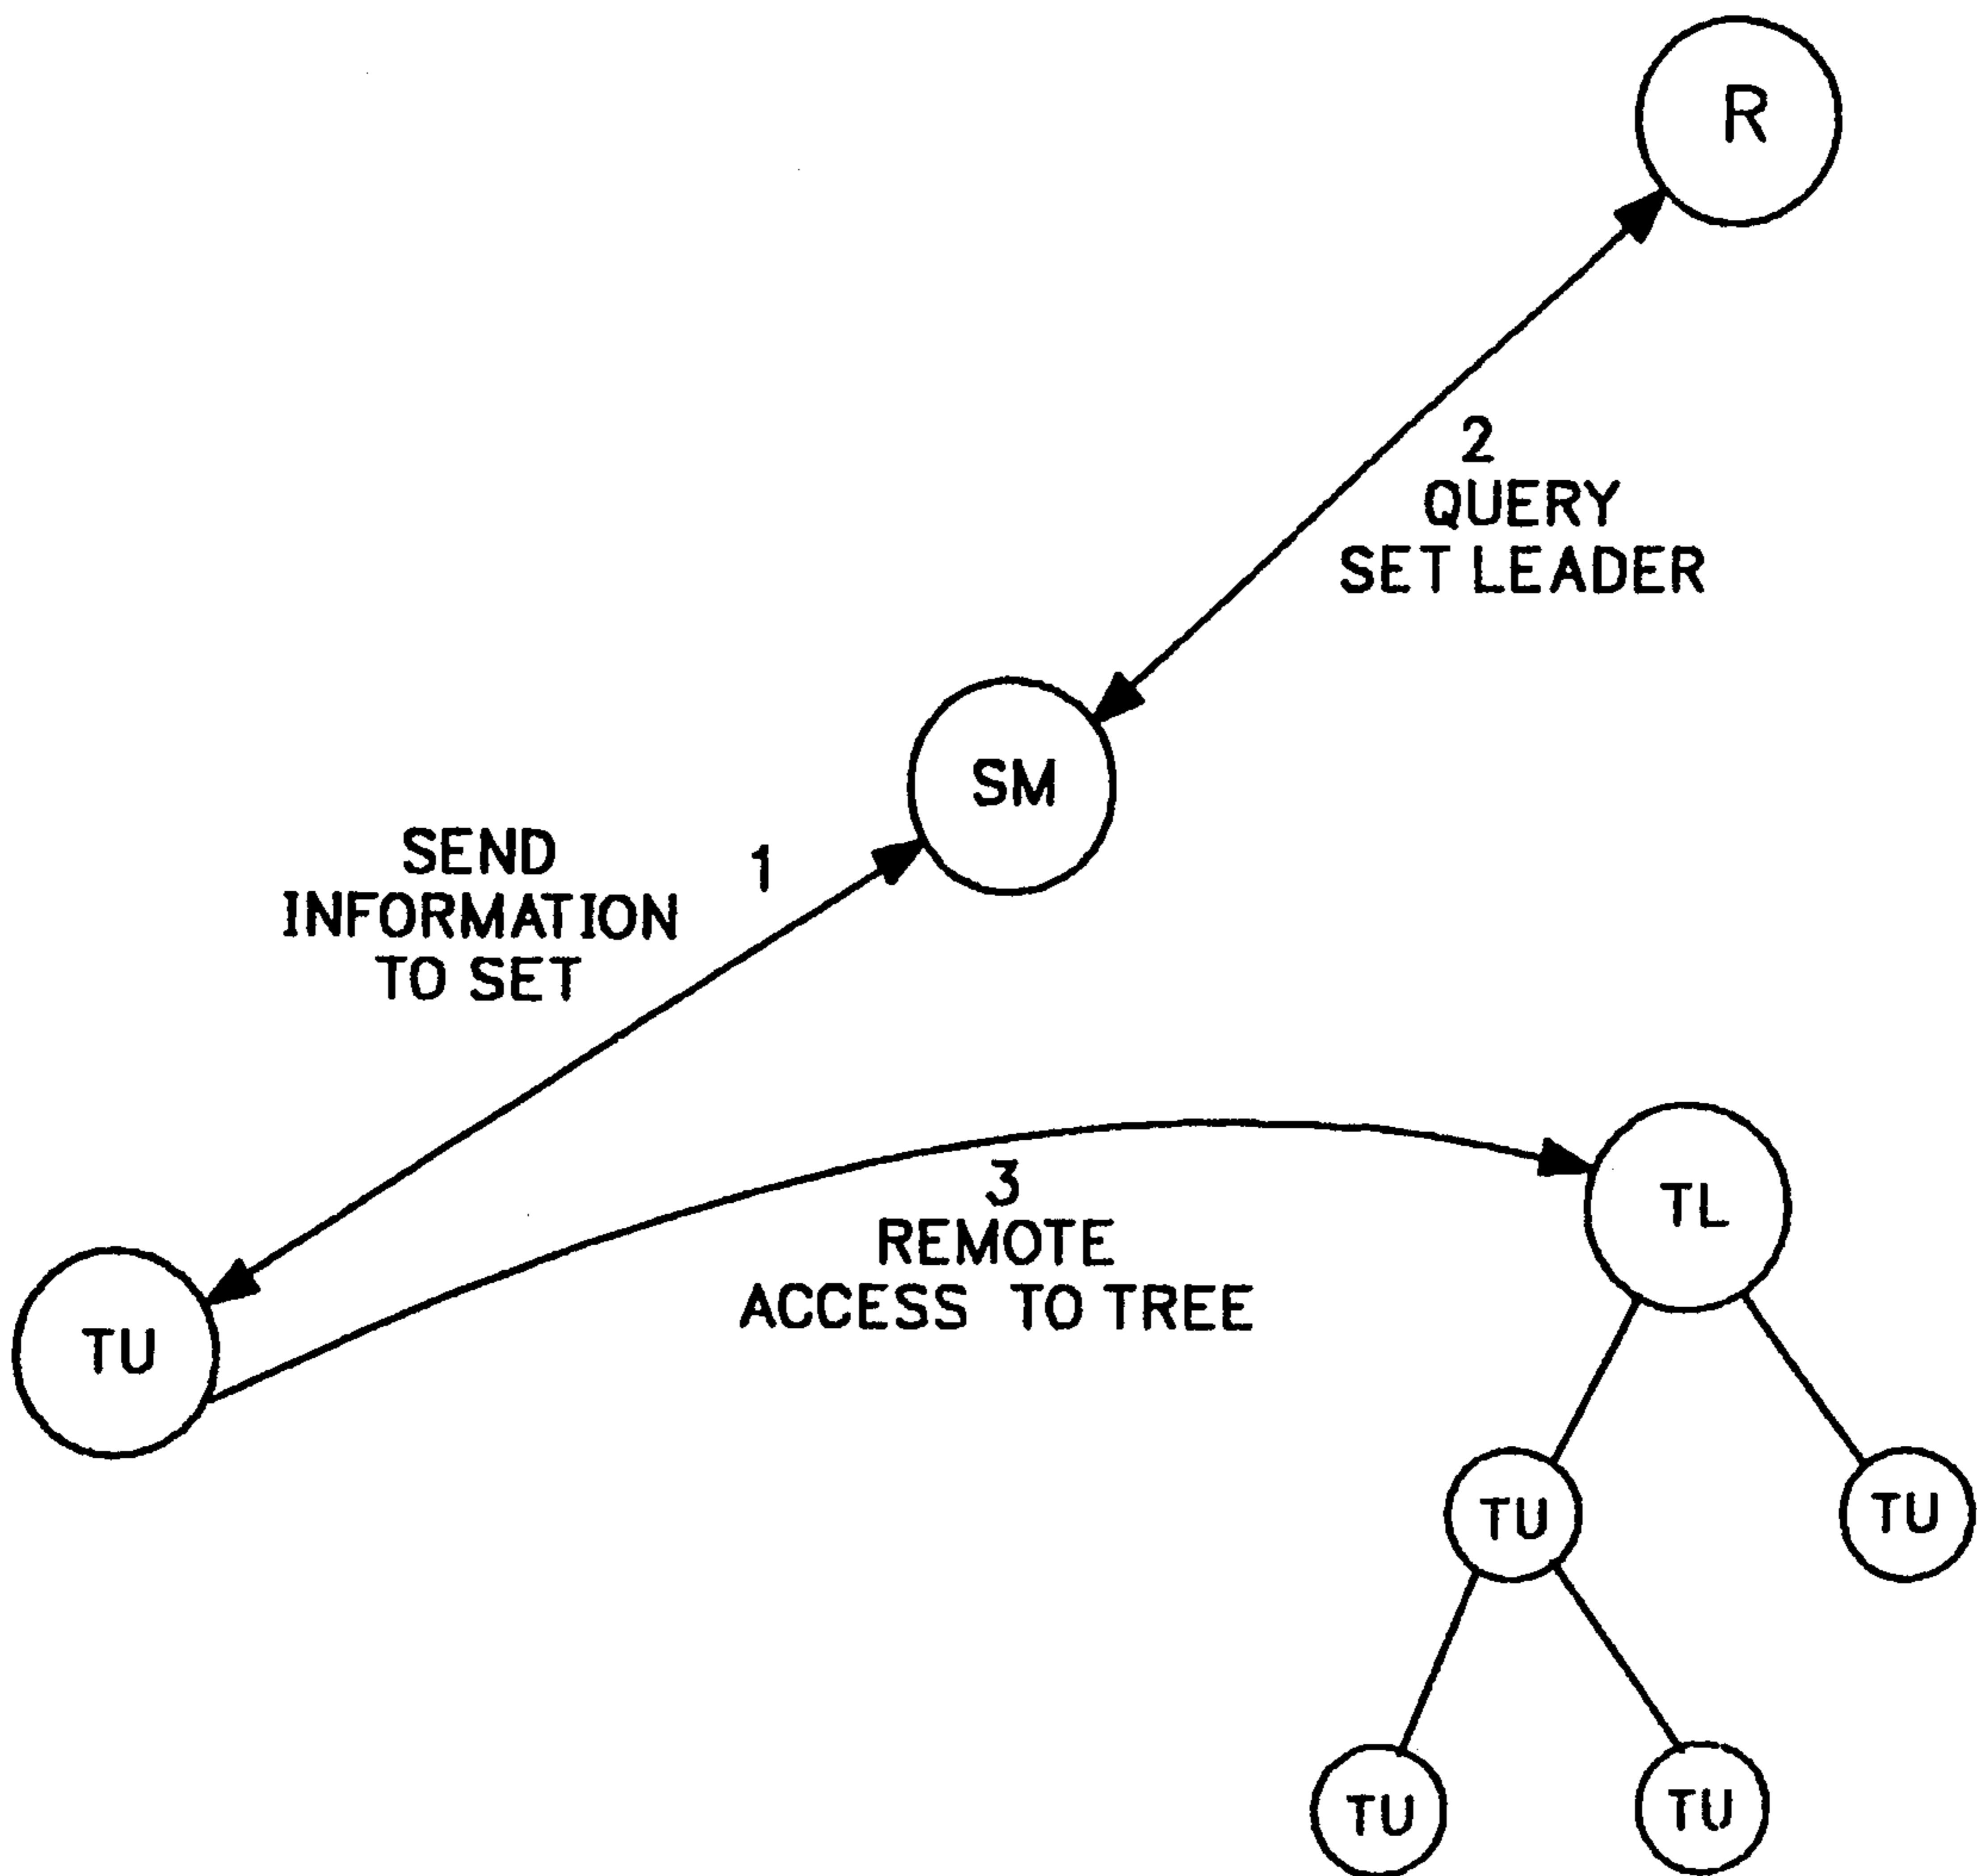 R
2
QUERY
SET LEADER
SM
SEND
INFORMATION
TO SET
1
3
REMOTE
ACCESS TO TREE
TL
TU
TU
TU
TU
TU